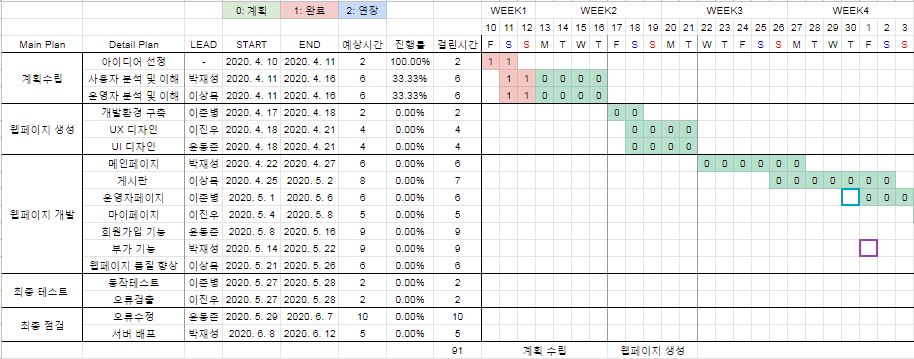 0: 계획 1: 완료 2: 연장 WEEK1 WEEK2 WEEK3 WEEK4
10 11 12 13 14 15 16 17 18 19 20 21 22 23 24 25 26 27 28 29 30 1 2 3
Main Plan Detail Plan LEAD START END 예상시간 진행률 걸린시간 F S S M T W T F S S M T W T F S S M T W T F S S
계획수립 아이디어 선정 - 2020. 4. 10 2020. 4. 11 2 100.00% 2 1 1
사용자 분석 및 이해 박재성 2020. 4. 11 2020. 4. 16 6 33.33% 6 1 1 0 0 0 0
운영자 분석 및 이해 이상목 2020. 4. 11 2020. 4. 16 6 33.33% 6 1 1 0 0 0 0
웹페이지 생성 개발환경 구축 이준병 2020. 4. 17 2020. 4. 18 2 0.00% 2 0 0
UX 디자인 이진우 2020. 4. 18 2020. 4. 21 4 0.00% 4 0 0 0 0
UI 디자인 윤동준 2020. 4. 18 2020. 4. 21 4 0.00% 4 0 0 0 0
웹페이지 개발 메인페이지 박재성 2020. 4. 22 2020. 4. 27 6 0.00% 6 0 0 0 0 0 0
게시판 이상목 2020. 4. 25 2020. 5. 2 8 0.00% 7 0 0 0 0 0 0 0
운영자페이지 이준병 2020. 5. 1 2020. 5. 6 6 0.00% 6 0 0 0
마이페이지 이진우 2020. 5. 4 2020. 5. 8 5 0.00% 5
회원가입 기능 윤동준 2020. 5. 8 2020. 5. 16 9 0.00% 9
부가 기능 박재성 2020. 5. 14 2020. 5. 22 9 0.00% 9
웹페이지 품질 향상 이상목 2020. 5. 21 2020. 5. 26 6 0.00% 6
최종 테스트 동작테스트 이준병 2020. 5. 27 2020. 5. 28 2 0.00% 2
오류검출 이진우 2020. 5. 27 2020. 5. 28 2 0.00% 2
최종 점검 오류수정 윤동준 2020. 5. 29 2020. 6. 7 10 0.00% 10
서버 배포 박재성 2020. 6. 8 2020. 6. 12 5 0.00% 5
91 계획 수립 웹페이지 생성